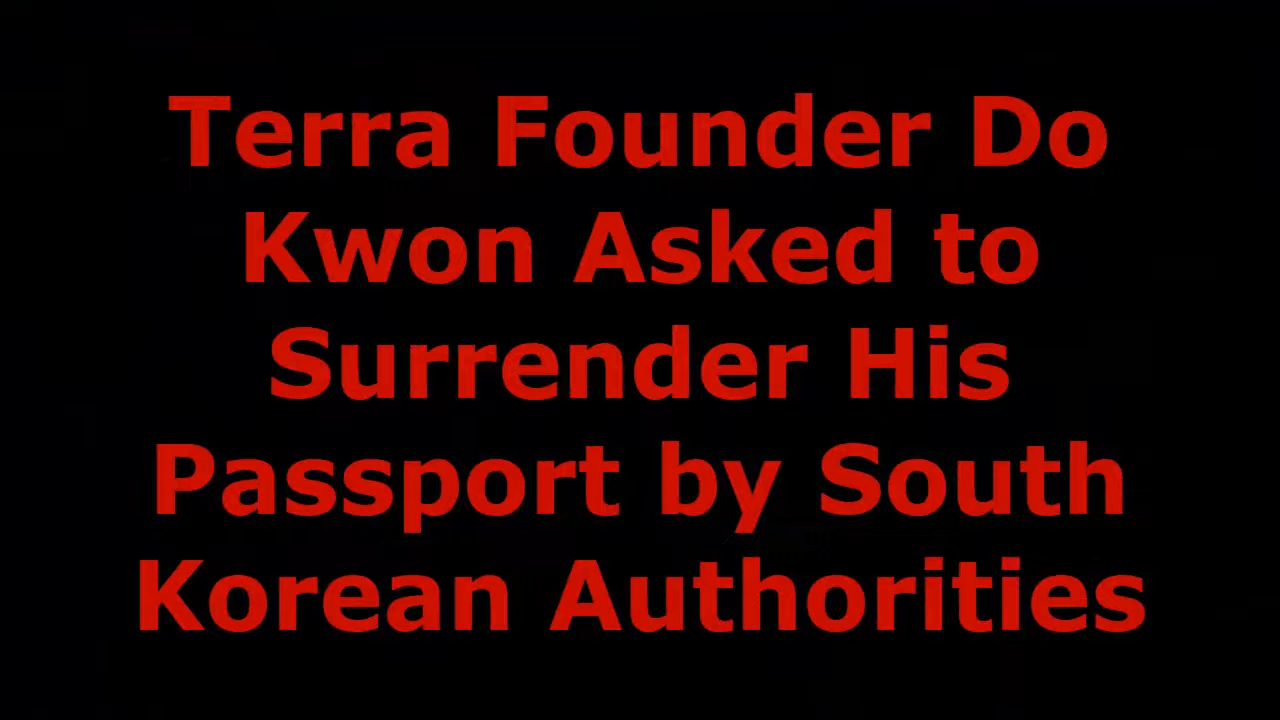 Terra Founder Do
Kwon Asked to
Surrender His
Passport by South
Korean Authorities